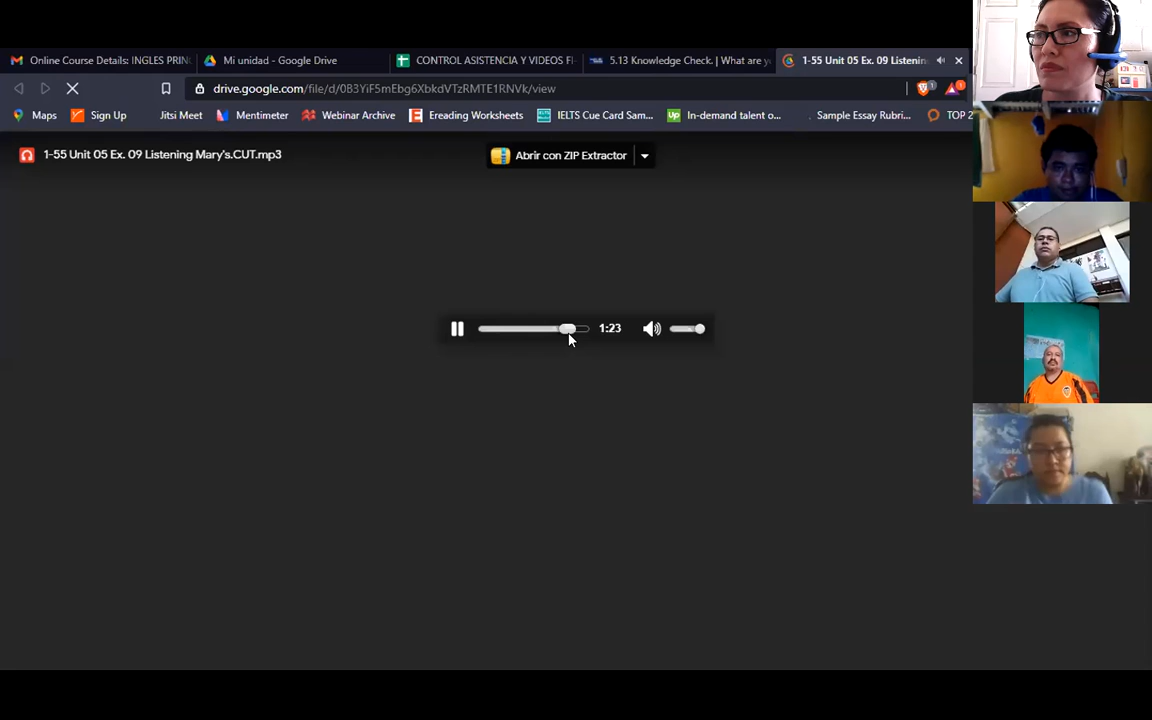 Online Course Details: INGLES PRIN
Mi unidad - Google Drive
CONTROL ASISTENCIA Y VIDEOS FI
5.13 Knowledge Check. | What are y
1-55 Unit 05 Ex. 09 Listenin
drive.google.com/file/d/0B3YiF5mEbg6XbkdVTzRMTE1RNVk/view
Maps
Sign Up
Jitsi Meet
Mentimeter
Webinar Archive
Ereading Worksheets
IELTS Cue Card Sam...
In-demand talent o...
Sample Essay Rubri...
TOP 2
1-55 Unit 05 Ex. 09 Listening Mary's.CUT.mp3
Abrir con ZIP Extractor
1:23